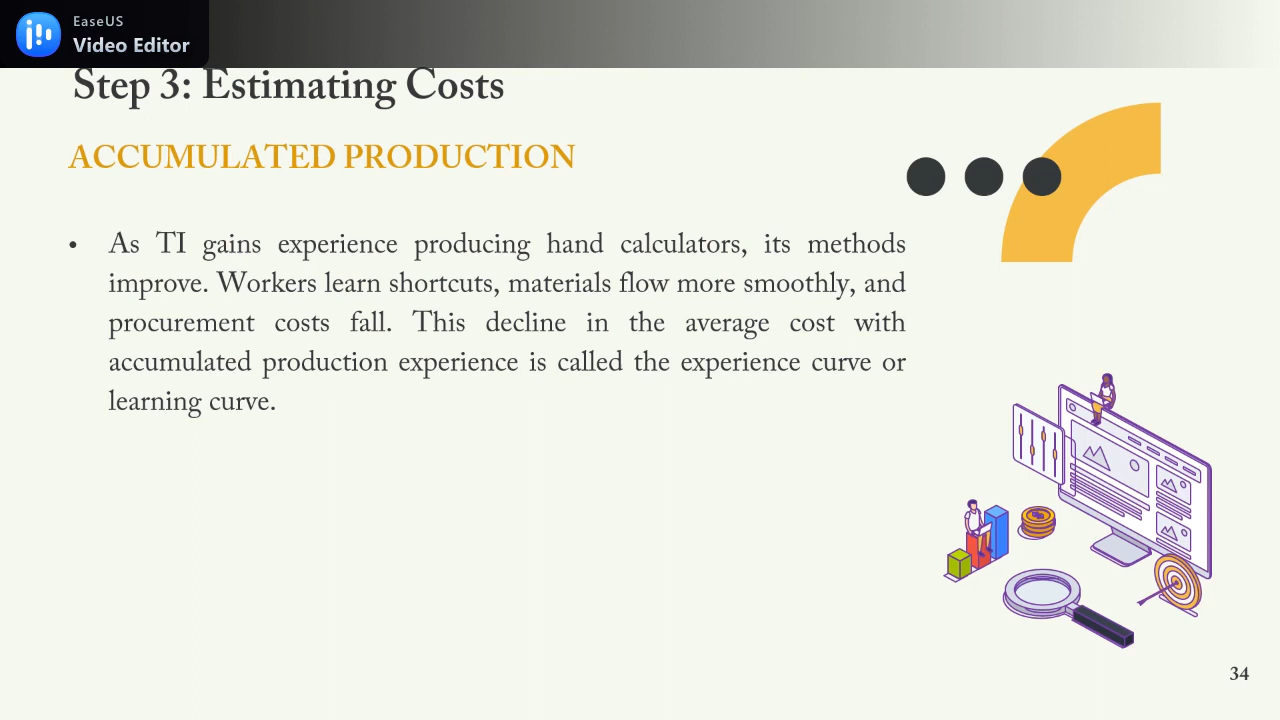 EaseUS
Video Editor
Step 3: Estimating Costs
ACCUMULATED PRODUCTION
• As TI gains experience producing hand calculators, its methods
improve. Workers learn shortcuts, materials flow more smoothly, and
procurement costs fall. This decline in the average cost with
accumulated production experience is called the experience curve or
learning curve.
34